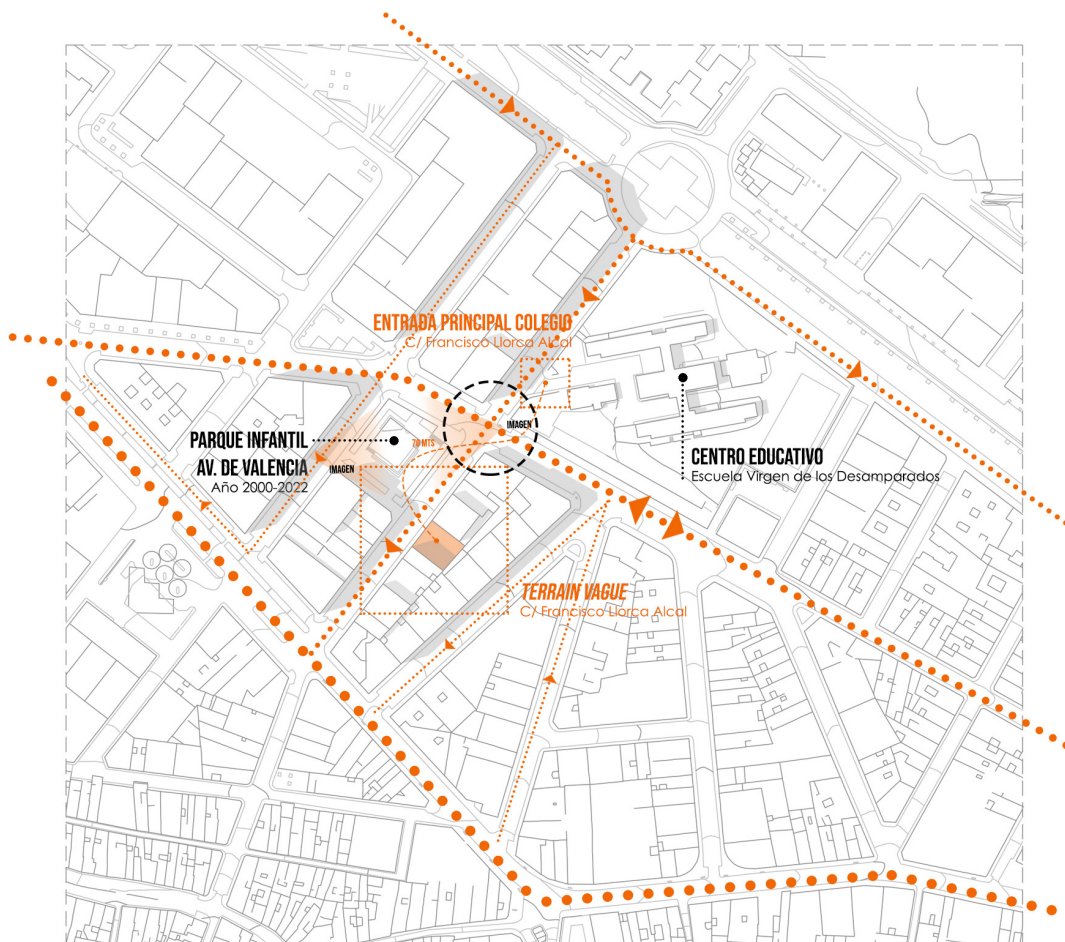 ENTRADA PRINCIPAL COLEGIO
C/ Francisco Llorca Alcal
IMAGEN
PARQUE INFANTIL
AV. DE VALENCIA
Año 2000-2022
70 MTS
IMAGEN
CENTRO EDUCATIVO
Escuela Virgen de los Desamparados
TERRAIN VAGUE
C/ Francisco Llorca Alcal